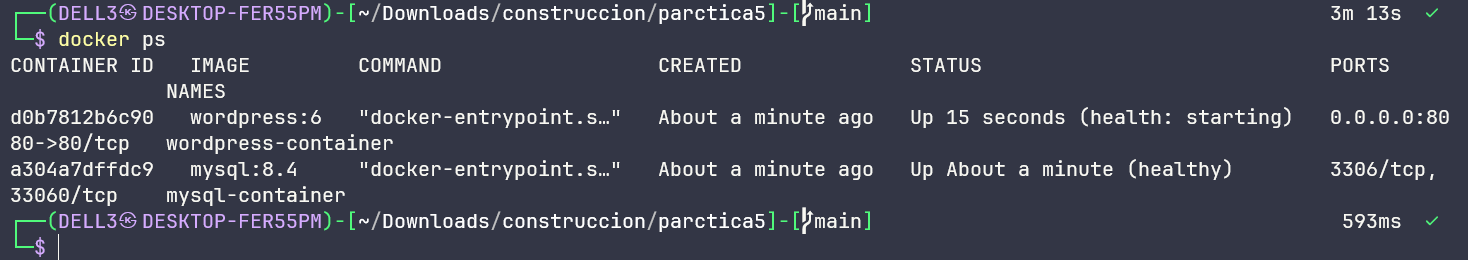 (DELL3㉿DESKTOP-FER55PM)-[~/Downloads/construccion/parctica5]-[main] 3m 13s ✓
$ docker ps
CONTAINER ID   IMAGE         COMMAND                  CREATED              STATUS                             PORTS
             NAMES
d0b7812b6c90   wordpress:6   "docker-entrypoint.s…"   About a minute ago   Up 15 seconds (health: starting)   0.0.0.0:80
80->80/tcp   wordpress-container
a304a7dffdc9   mysql:8.4     "docker-entrypoint.s…"   About a minute ago   Up About a minute (healthy)        3306/tcp,
33060/tcp    mysql-container
(DELL3㉿DESKTOP-FER55PM)-[~/Downloads/construccion/parctica5]-[main] 593ms ✓
$